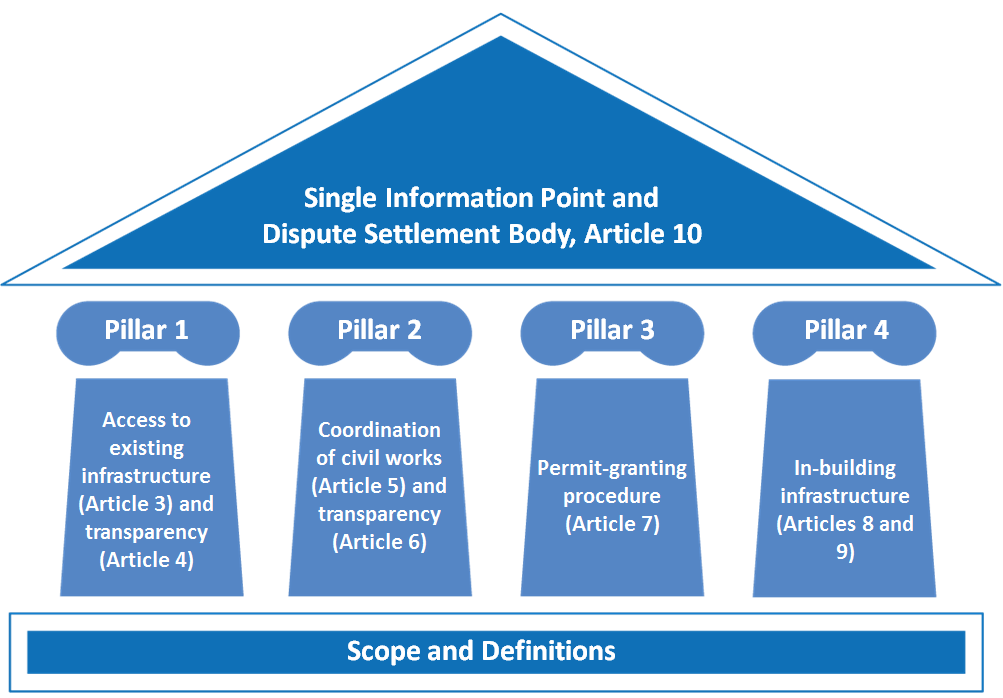 Single Information Point and
Dispute Settlement Body, Article 10
Pillar 1
Pillar 2
Pillar 3
Pillar 4
Access to
existing
infrastructure
(Article 3) and
transparency
(Article 4)
Coordination
of civil works
(Article 5) and
transparency
(Article 6)
Permit-granting
procedure
(Article 7)
In-building
infrastructure
(Articles 8 and
9)
Scope and Definitions